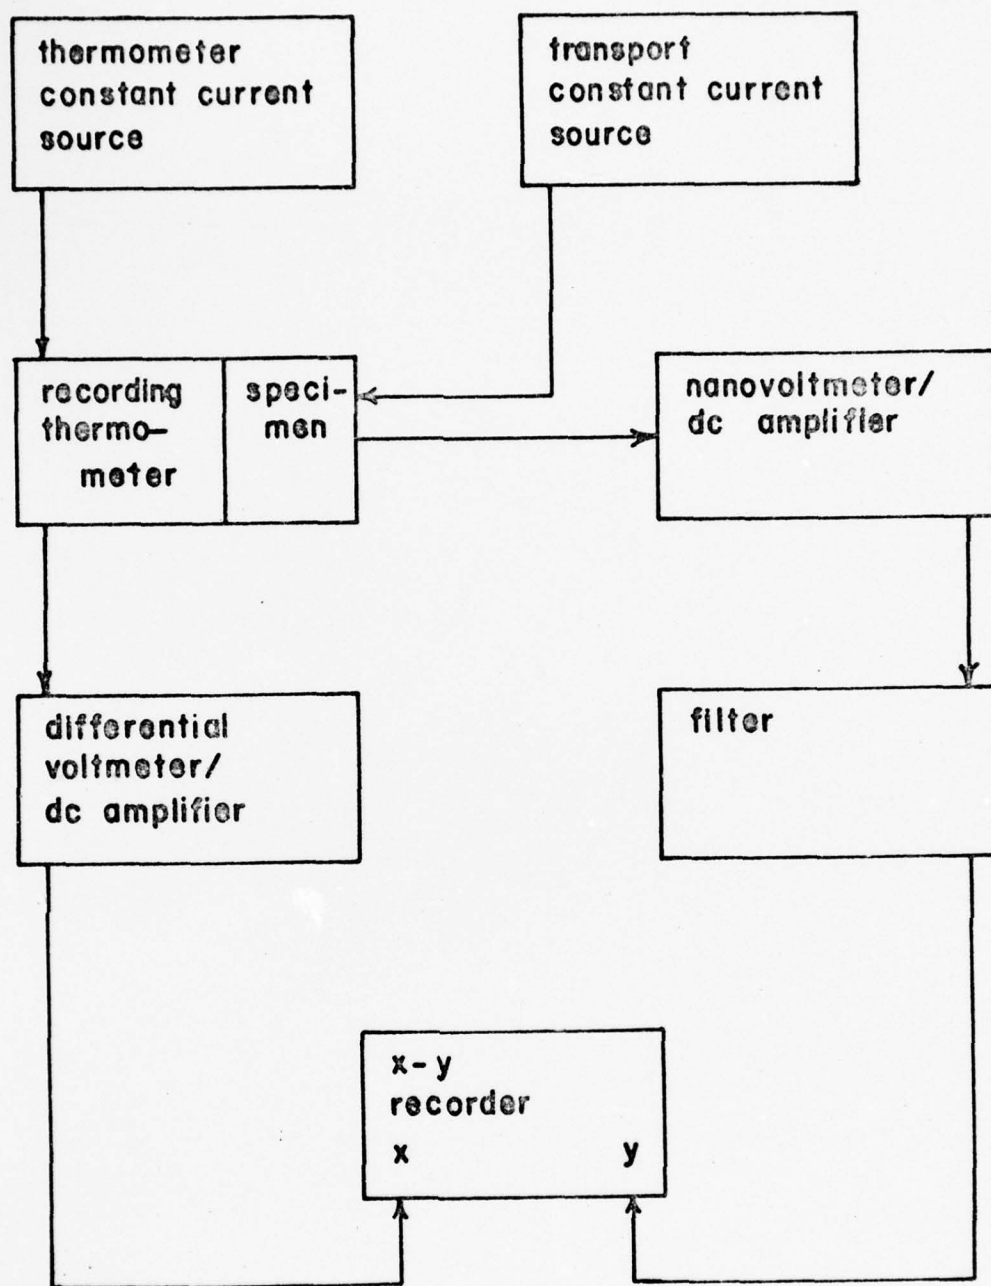 thermometer
constant current
source
transport
constant current
source
recording
thermo-
meter
speci-
men
nanovoltmeter/
dc amplifier
differential
voltmeter/
dc amplifier
filter
x-y
recorder
x y